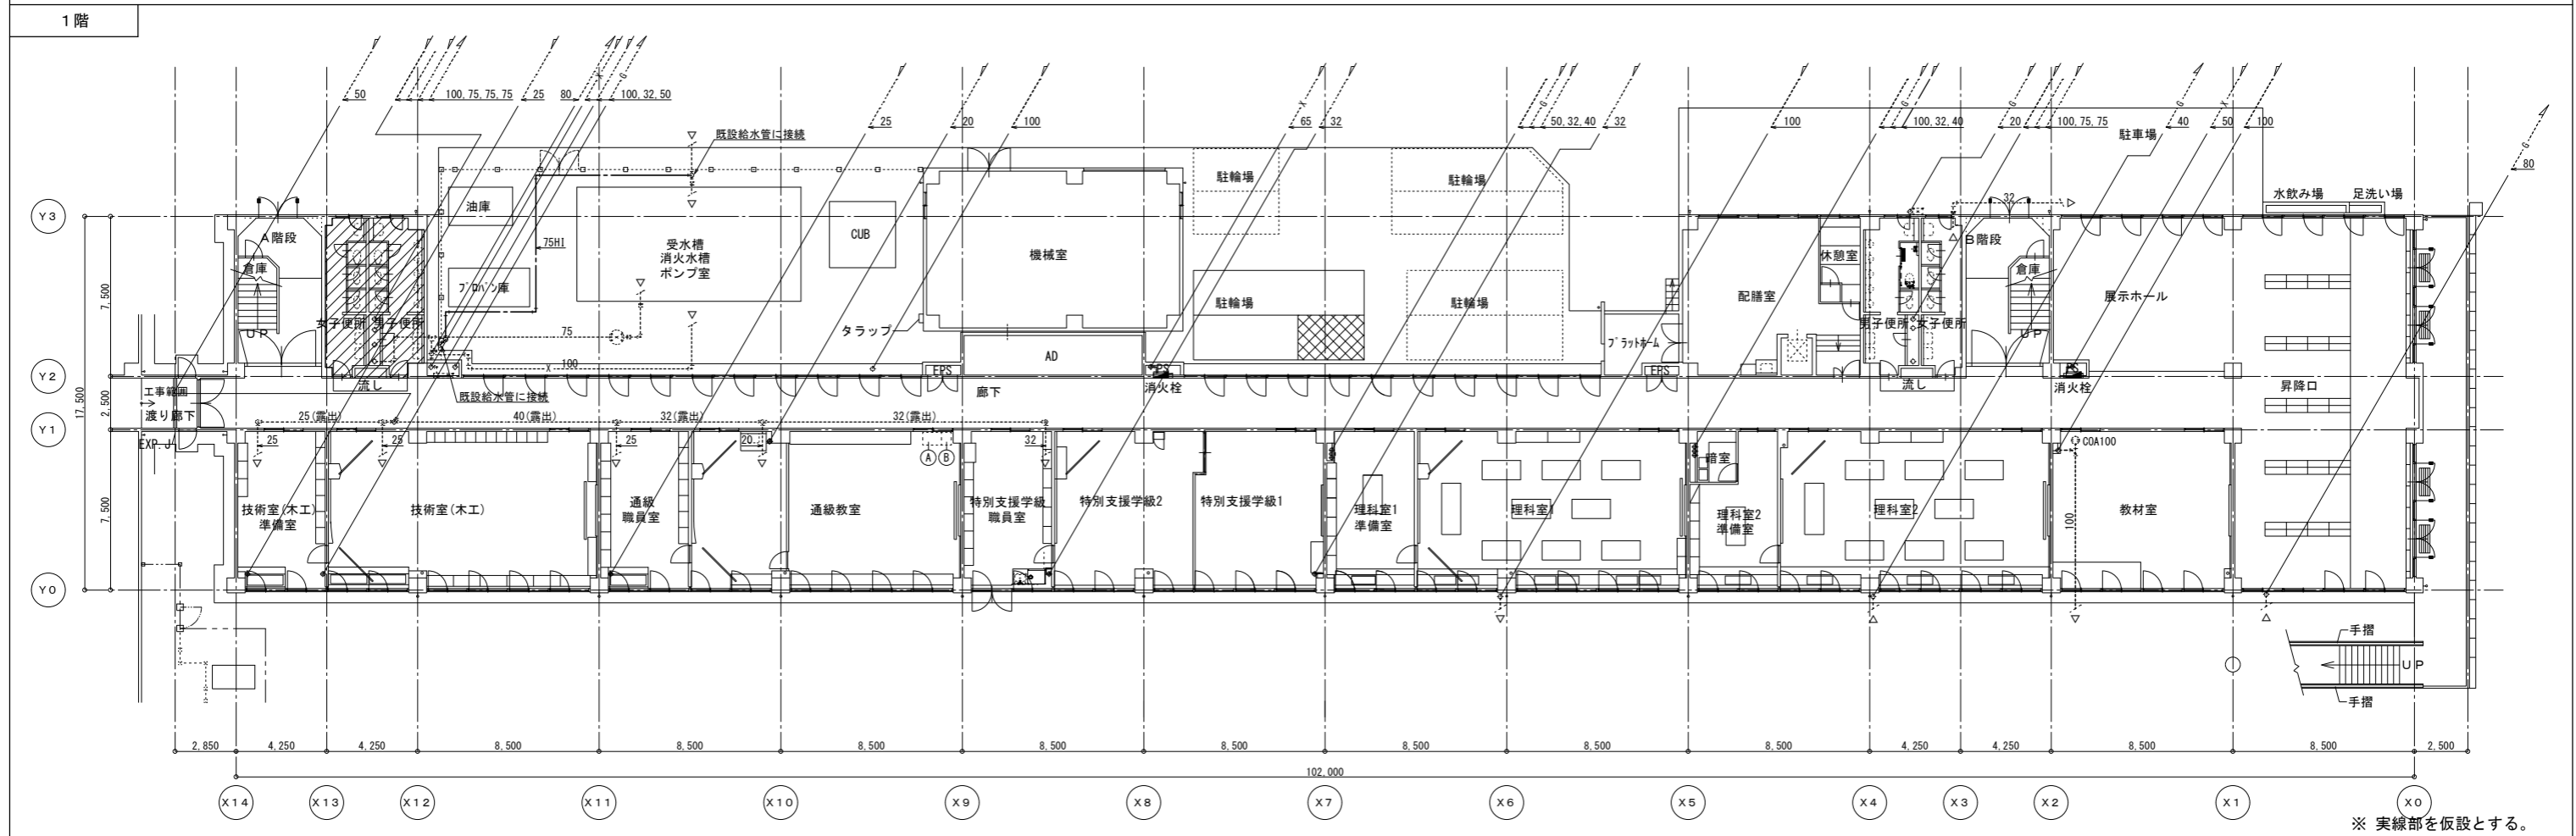 1階
50
100,75,75,75
25
80
100,32,50
既設給水管に接続
25
20
100
65
32
50,32,40
32
100
100,32,40
20
100,75,75
駐車場
40
50
100
80
X
G
X
G
G
G
G
X
G
Y3
油庫
75HI
受水槽
消火水槽
ポンプ室
CUB
機械室
駐輪場
駐輪場
32
水飲み場
足洗い場
A階段
倉庫
UP
女子便所
男子便所
プロパン庫
タラップ
駐輪場
駐輪場
プラットホーム
配膳室
休憩室
男子便所
女子便所
B階段
倉庫
UP
展示ホール
7,500
75
X
100
AD
EPS
PS
消火栓
EPS
PS
消火栓
昇降口
Y2
流し
既設給水管に接続
廊下
流し
17,500
2,500
工事範囲
渡り廊下
25(露出)
40(露出)
32(露出)
32(露出)
Y1
EXP.J
25
25
25
20
32
A
B
暗室
COA100
7,500
技術室(木工)
準備室
技術室(木工)
通級
職員室
通級教室
特別支援学級
職員室
特別支援学級2
特別支援学級1
理科室1
準備室
理科室1
理科室2
準備室
理科室2
100
教材室
Y0
手摺
UP
手摺
2,850
4,250
4,250
8,500
8,500
8,500
8,500
8,500
8,500
8,500
8,500
4,250
4,250
8,500
8,500
2,500
102,000
X14
X13
X12
X11
X10
X9
X8
X7
X6
X5
X4
X3
X2
X1
X0
※ 実線部を仮設とする。